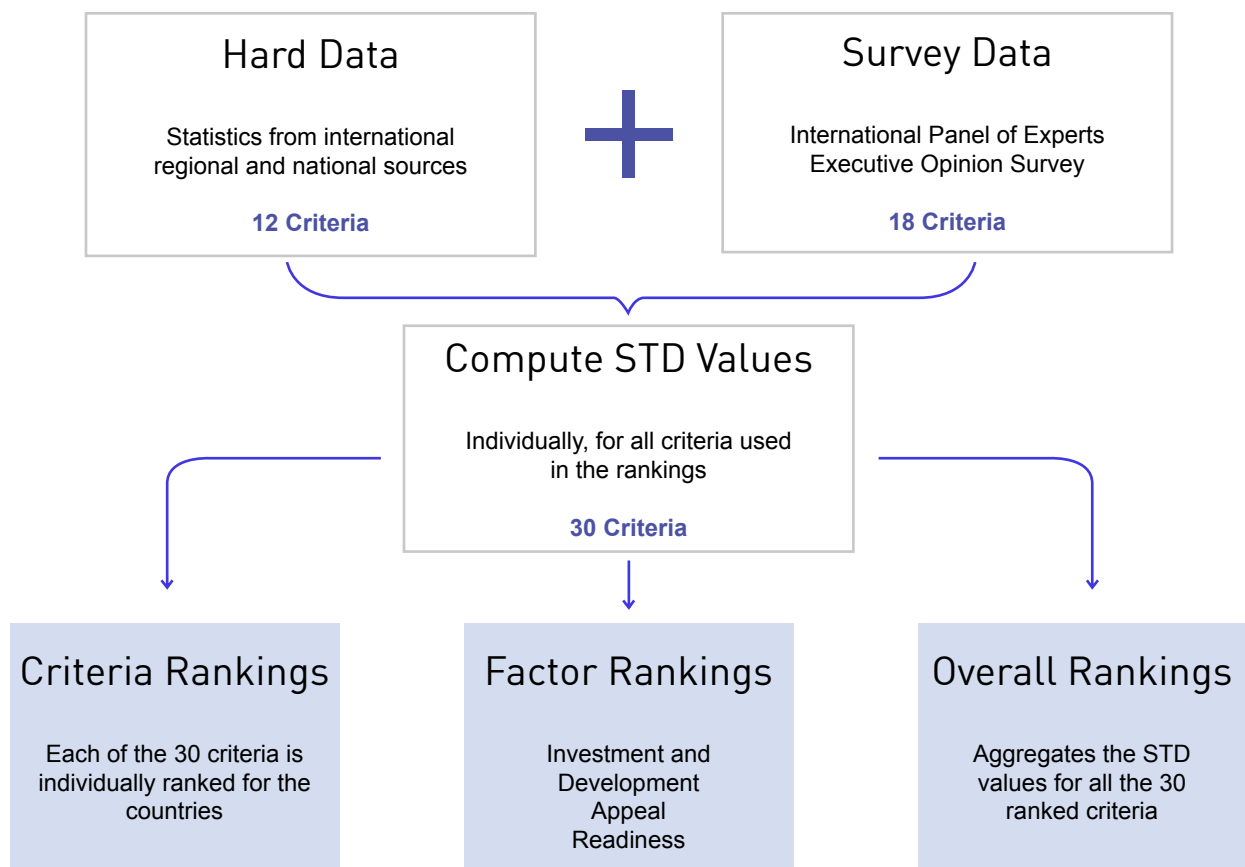 Hard Data
Statistics from international
regional and national sources
12 Criteria
Survey Data
International Panel of Experts
Executive Opinion Survey
18 Criteria
Compute STD Values
Individually, for all criteria used
in the rankings
30 Criteria
Criteria Rankings
Each of the 30 criteria is
individually ranked for the
countries
Factor Rankings
Investment and
Development
Appeal
Readiness
Overall Rankings
Aggregates the STD
values for all the 30
ranked criteria